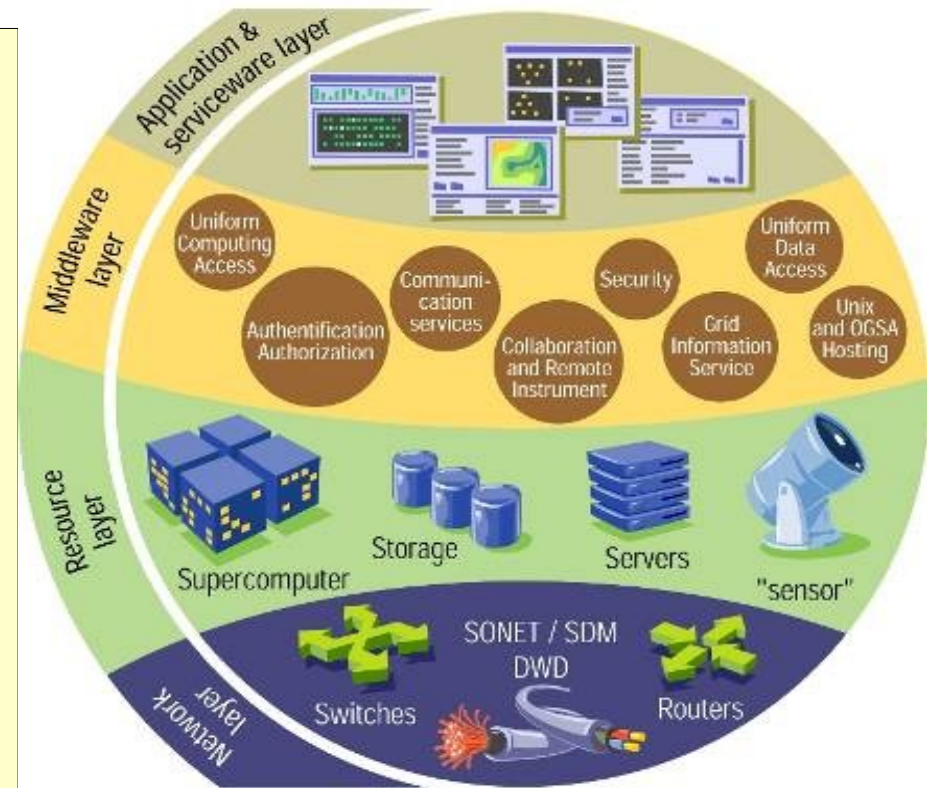 Application &
serviceware layer
Middleware
layer
Uniform
Computing
Access
Authentification
Authorization
Communi-
cation
services
Collaboration
and Remote
Instrument
Security
Grid
Information
Service
Uniform
Data
Access
Unix
and OGSA
Hosting
Resource
layer
Supercomputer
Storage
Servers
"sensor"
Network
layer
Switches
SONET / SDM
DWD
Routers